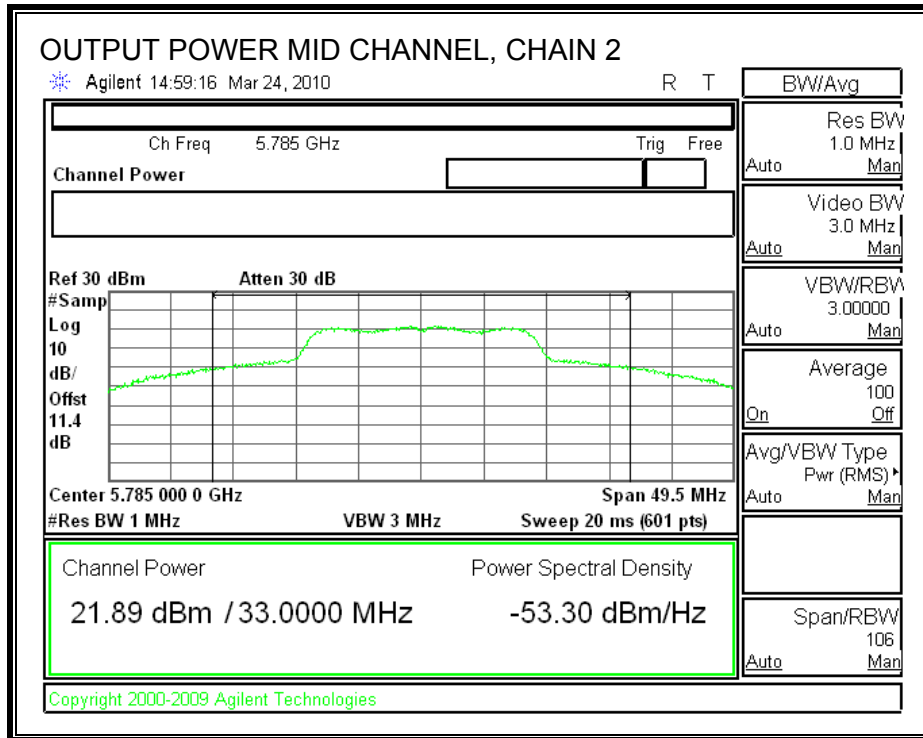 OUTPUT POWER MID CHANNEL, CHAIN 2
Agilent 14:59:16 Mar 24, 2010 R T
Ch Freq 5.785 GHz Trig Free
Channel Power
Ref 30 dBm Atten 30 dB
#Samp
Log
10
dB/
Offst
11.4
dB
Center 5.785 000 0 GHz Span 49.5 MHz
#Res BW 1 MHz VBW 3 MHz Sweep 20 ms (601 pts)
Channel Power Power Spectral Density
21.89 dBm / 33.0000 MHz -53.30 dBm/Hz
Copyright 2000-2009 Agilent Technologies
BW/Avg
Res BW
1.0 MHz
Auto Man
Video BW
3.0 MHz
Auto Man
VBW/RBW
3.00000
Auto Man
Average
100
On Off
Avg/VBW Type
Pwr (RMS)
Auto Man
Span/RBW
106
Auto Man